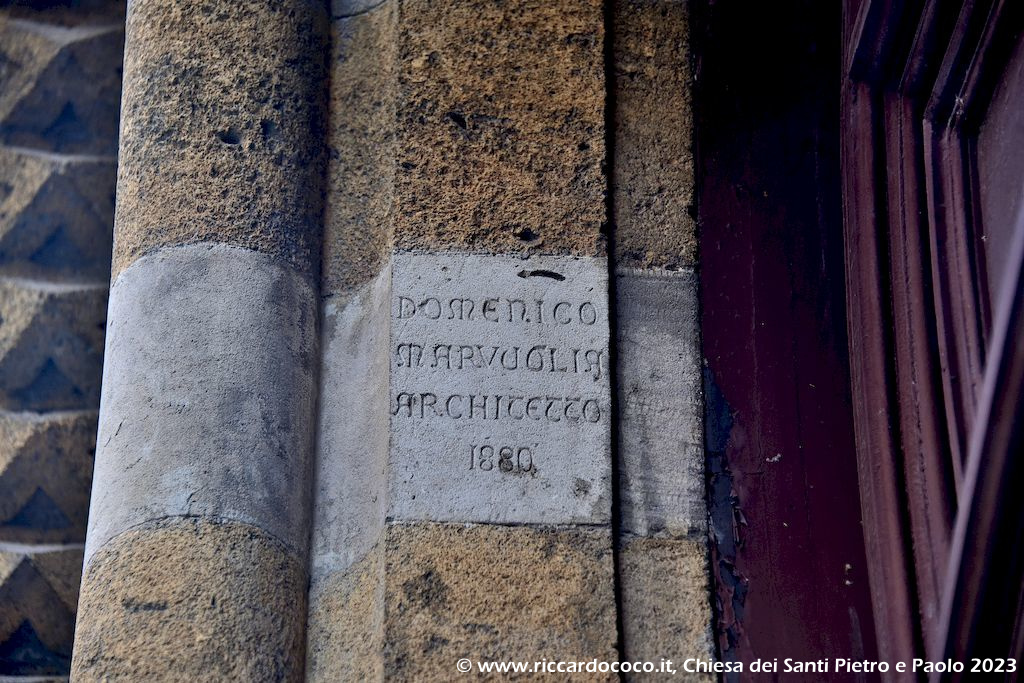 DOMENICO
MARVUGLIA
ARCHITETTO
1880
© www.riccardococo.it, Chiesa dei Santi Pietro e Paolo 2023